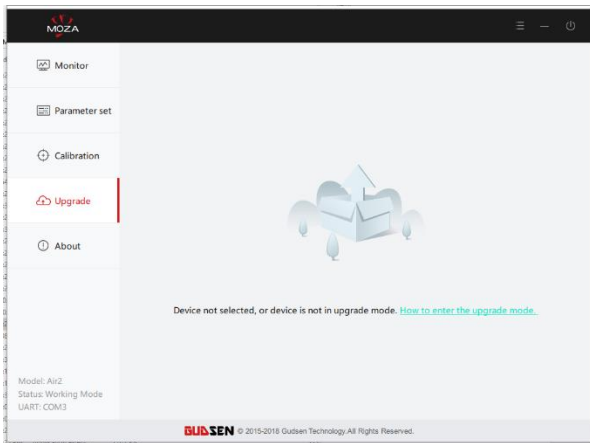 MOZA
Monitor
Parameter set
Calibration
Upgrade
About
Device not selected, or device is not in upgrade mode. How to enter the upgrade mode.
Model: Air2
Status: Working Mode
UART: COM3
GUDSEN © 2015-2018 Gudsen Technology.All Rights Reserved.